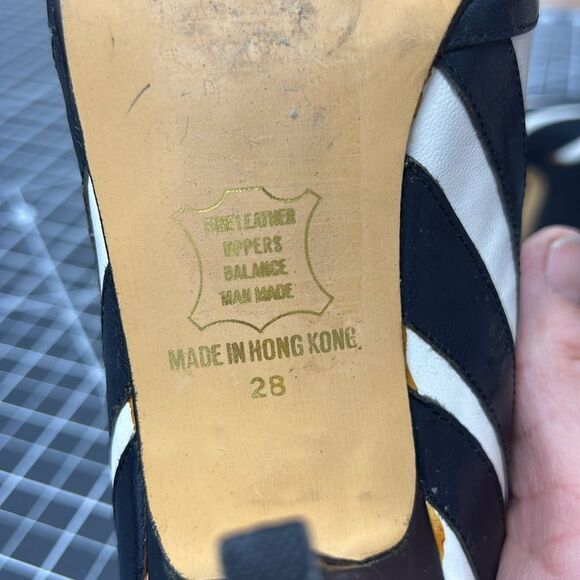 FINE LEATHER
UPPERS
BALANCE
MAN MADE
MADE IN HONG KONG
28